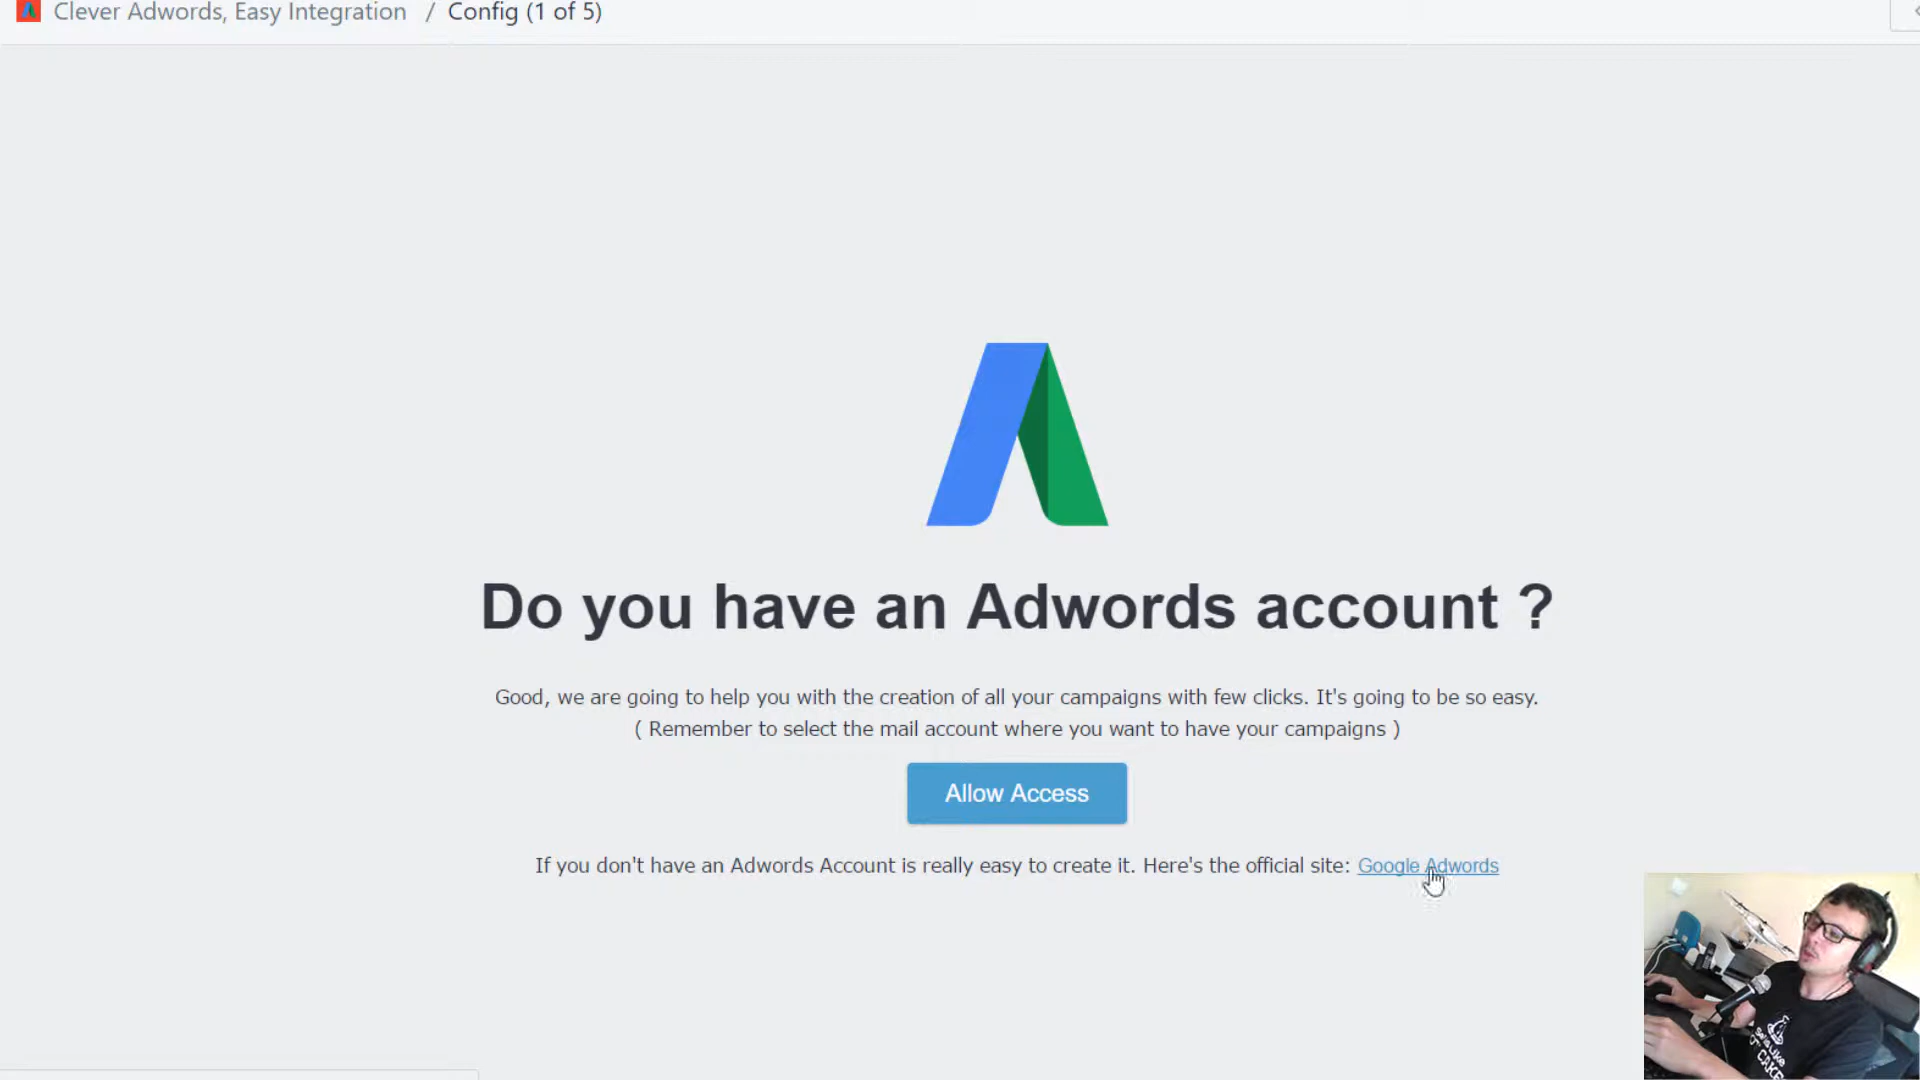 Clever Adwords, Easy Integration / Config (1 of 5)
Do you have an Adwords account ?
Good, we are going to help you with the creation of all your campaigns with few clicks. It's going to be so easy.
( Remember to select the mail account where you want to have your campaigns )
Allow Access
If you don't have an Adwords Account is really easy to create it. Here's the official site: Google Adwords